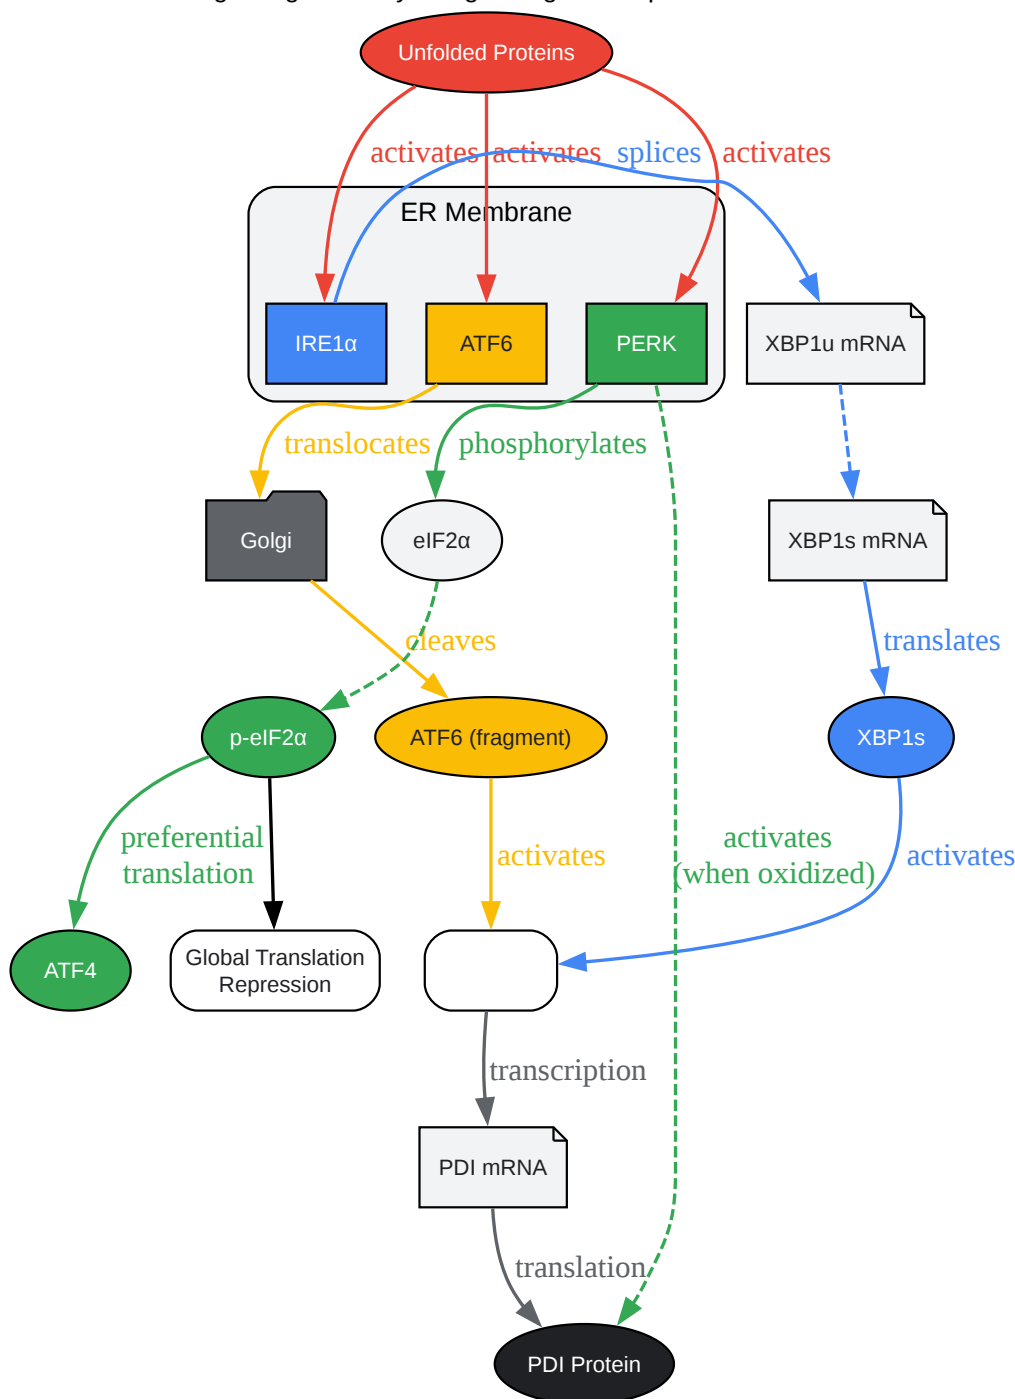 Unfolded Proteins
activates activates splices activates
ER Membrane
IRE1α ATF6 PERK XBP1u mRNA
translocates phosphorylates
Golgi eIF2α XBP1s mRNA
cleaves translates
p-eIF2α ATF6 (fragment) XBP1s
preferential
translation
activates
activates
(when oxidized)
activates
ATF4
Global Translation
Repression
transcription
PDI mRNA
translation
PDI Protein